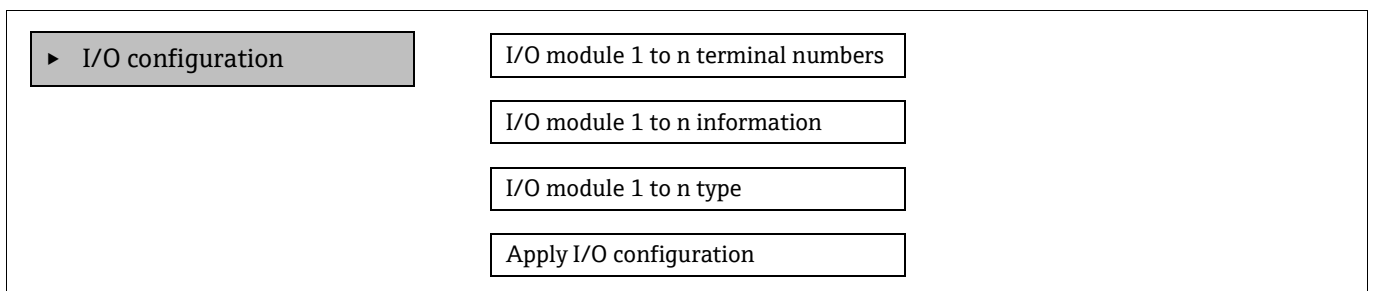 ▶ I/O configuration
I/O module 1 to n terminal numbers
I/O module 1 to n information
I/O module 1 to n type
Apply I/O configuration